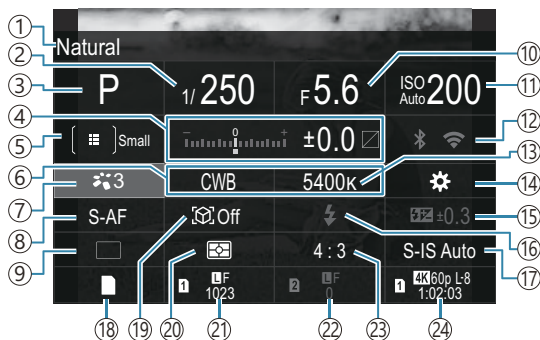 ① Natural
② ⑩
③ P 1/250 F5.6 ISO Auto 200 ⑪
④ ⑫
⑤ Small - 0 + ±0.0
⑥ ⑬
⑦ 3 CWB 5400K ⑭
⑧ S-AF Off ±0.3 ⑮
⑯
⑨ 4:3 S-IS Auto ⑰
1 LF 1023 2 LF 0 1 4K 60p L-8 1:02:03
⑱ ⑲ ⑳ ㉑ ㉒ ㉓ ㉔